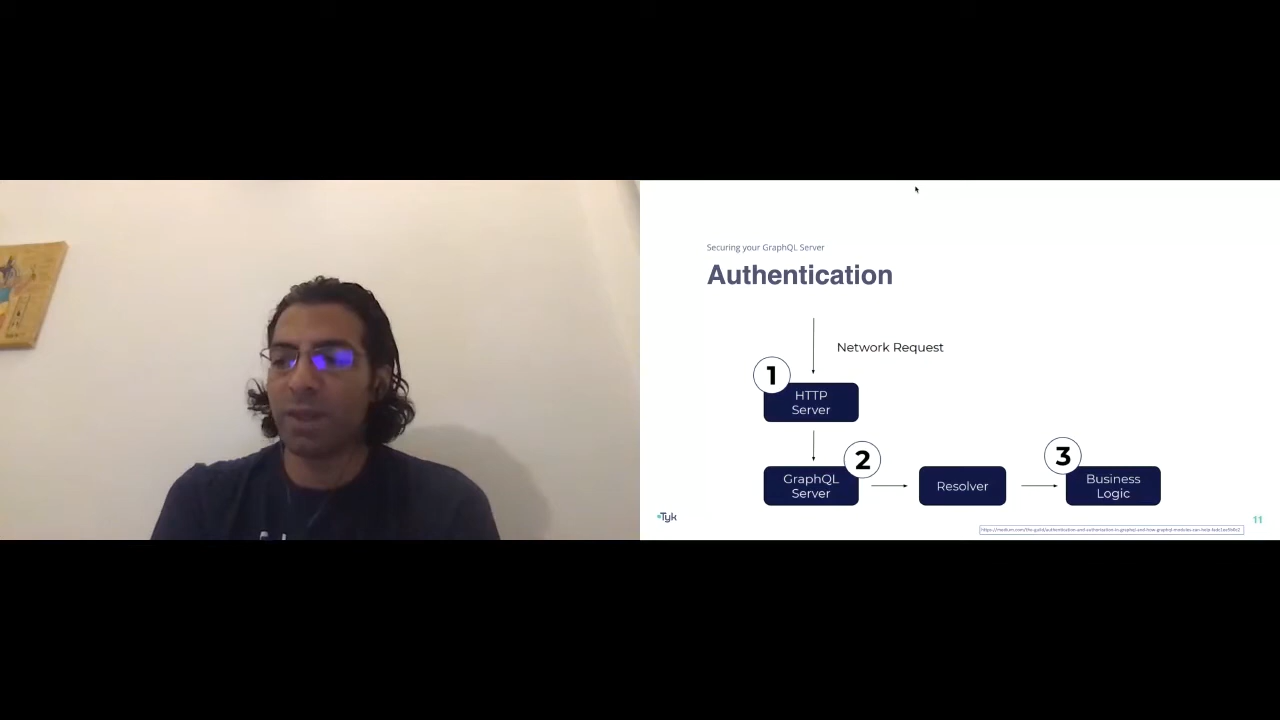 Securing your GraphQL Server
Authentication
Network Request
1
HTTP
Server
2
GraphQL
Server
Resolver
3
Business
Logic
Tyk
11